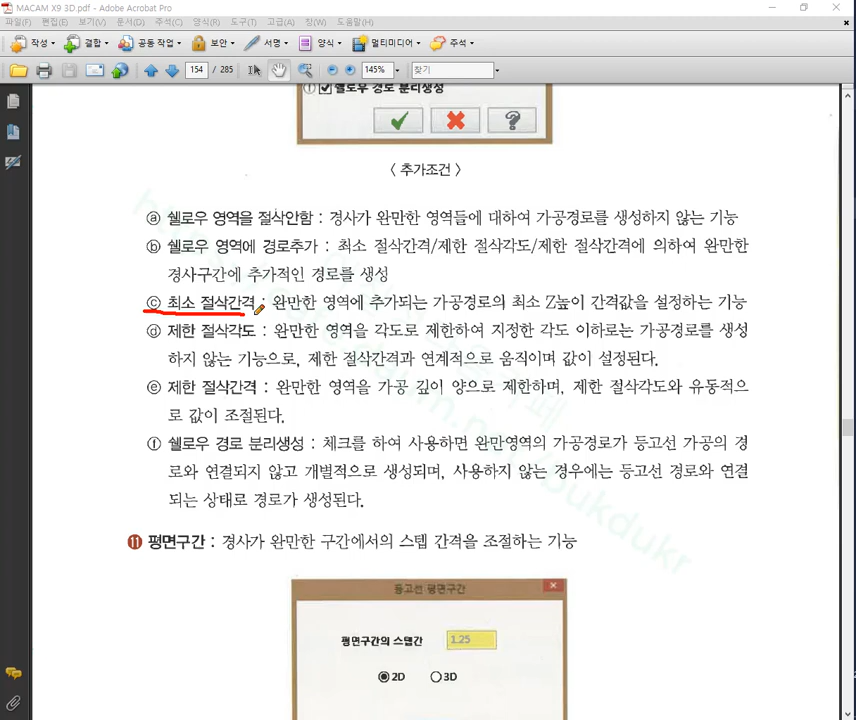 MACAM X9 3D.pdf - Adobe Acrobat Pro
파일(F) 편집(E) 보기(V) 문서(D) 주석(C) 양식(R) 도구(T) 고급(A) 창(W) 도움말(H)
작성 결합 공동 작업 보안 서명 양식 멀티미디어 주석
154 / 285 145% 찾기
ⓕ 쉘로우 경로 분리생성
〈 추가조건 〉
ⓐ 쉘로우 영역을 절삭안함 : 경사가 완만한 영역들에 대하여 가공경로를 생성하지 않는 기능
ⓑ 쉘로우 영역에 경로추가 : 최소 절삭간격/제한 절삭각도/제한 절삭간격에 의하여 완만한
경사구간에 추가적인 경로를 생성
ⓒ 최소 절삭간격 : 완만한 영역에 추가되는 가공경로의 최소 Z높이 간격값을 설정하는 기능
ⓓ 제한 절삭각도 : 완만한 영역을 각도로 제한하여 지정한 각도 이하로는 가공경로를 생성
하지 않는 기능으로, 제한 절삭간격과 연계적으로 움직이며 값이 설정된다.
ⓔ 제한 절삭간격 : 완만한 영역을 가공 깊이 양으로 제한하며, 제한 절삭각도와 유동적으
로 값이 조절된다.
ⓕ 쉘로우 경로 분리생성 : 체크를 하여 사용하면 완만영역의 가공경로가 등고선 가공의 경
로와 연결되지 않고 개별적으로 생성되며, 사용하지 않는 경우에는 등고선 경로와 연결
되는 상태로 경로가 생성된다.
⓫ 평면구간 : 경사가 완만한 구간에서의 스텝 간격을 조절하는 기능
등고선 평면구간
평면구간의 스텝간 1.25
2D 3D